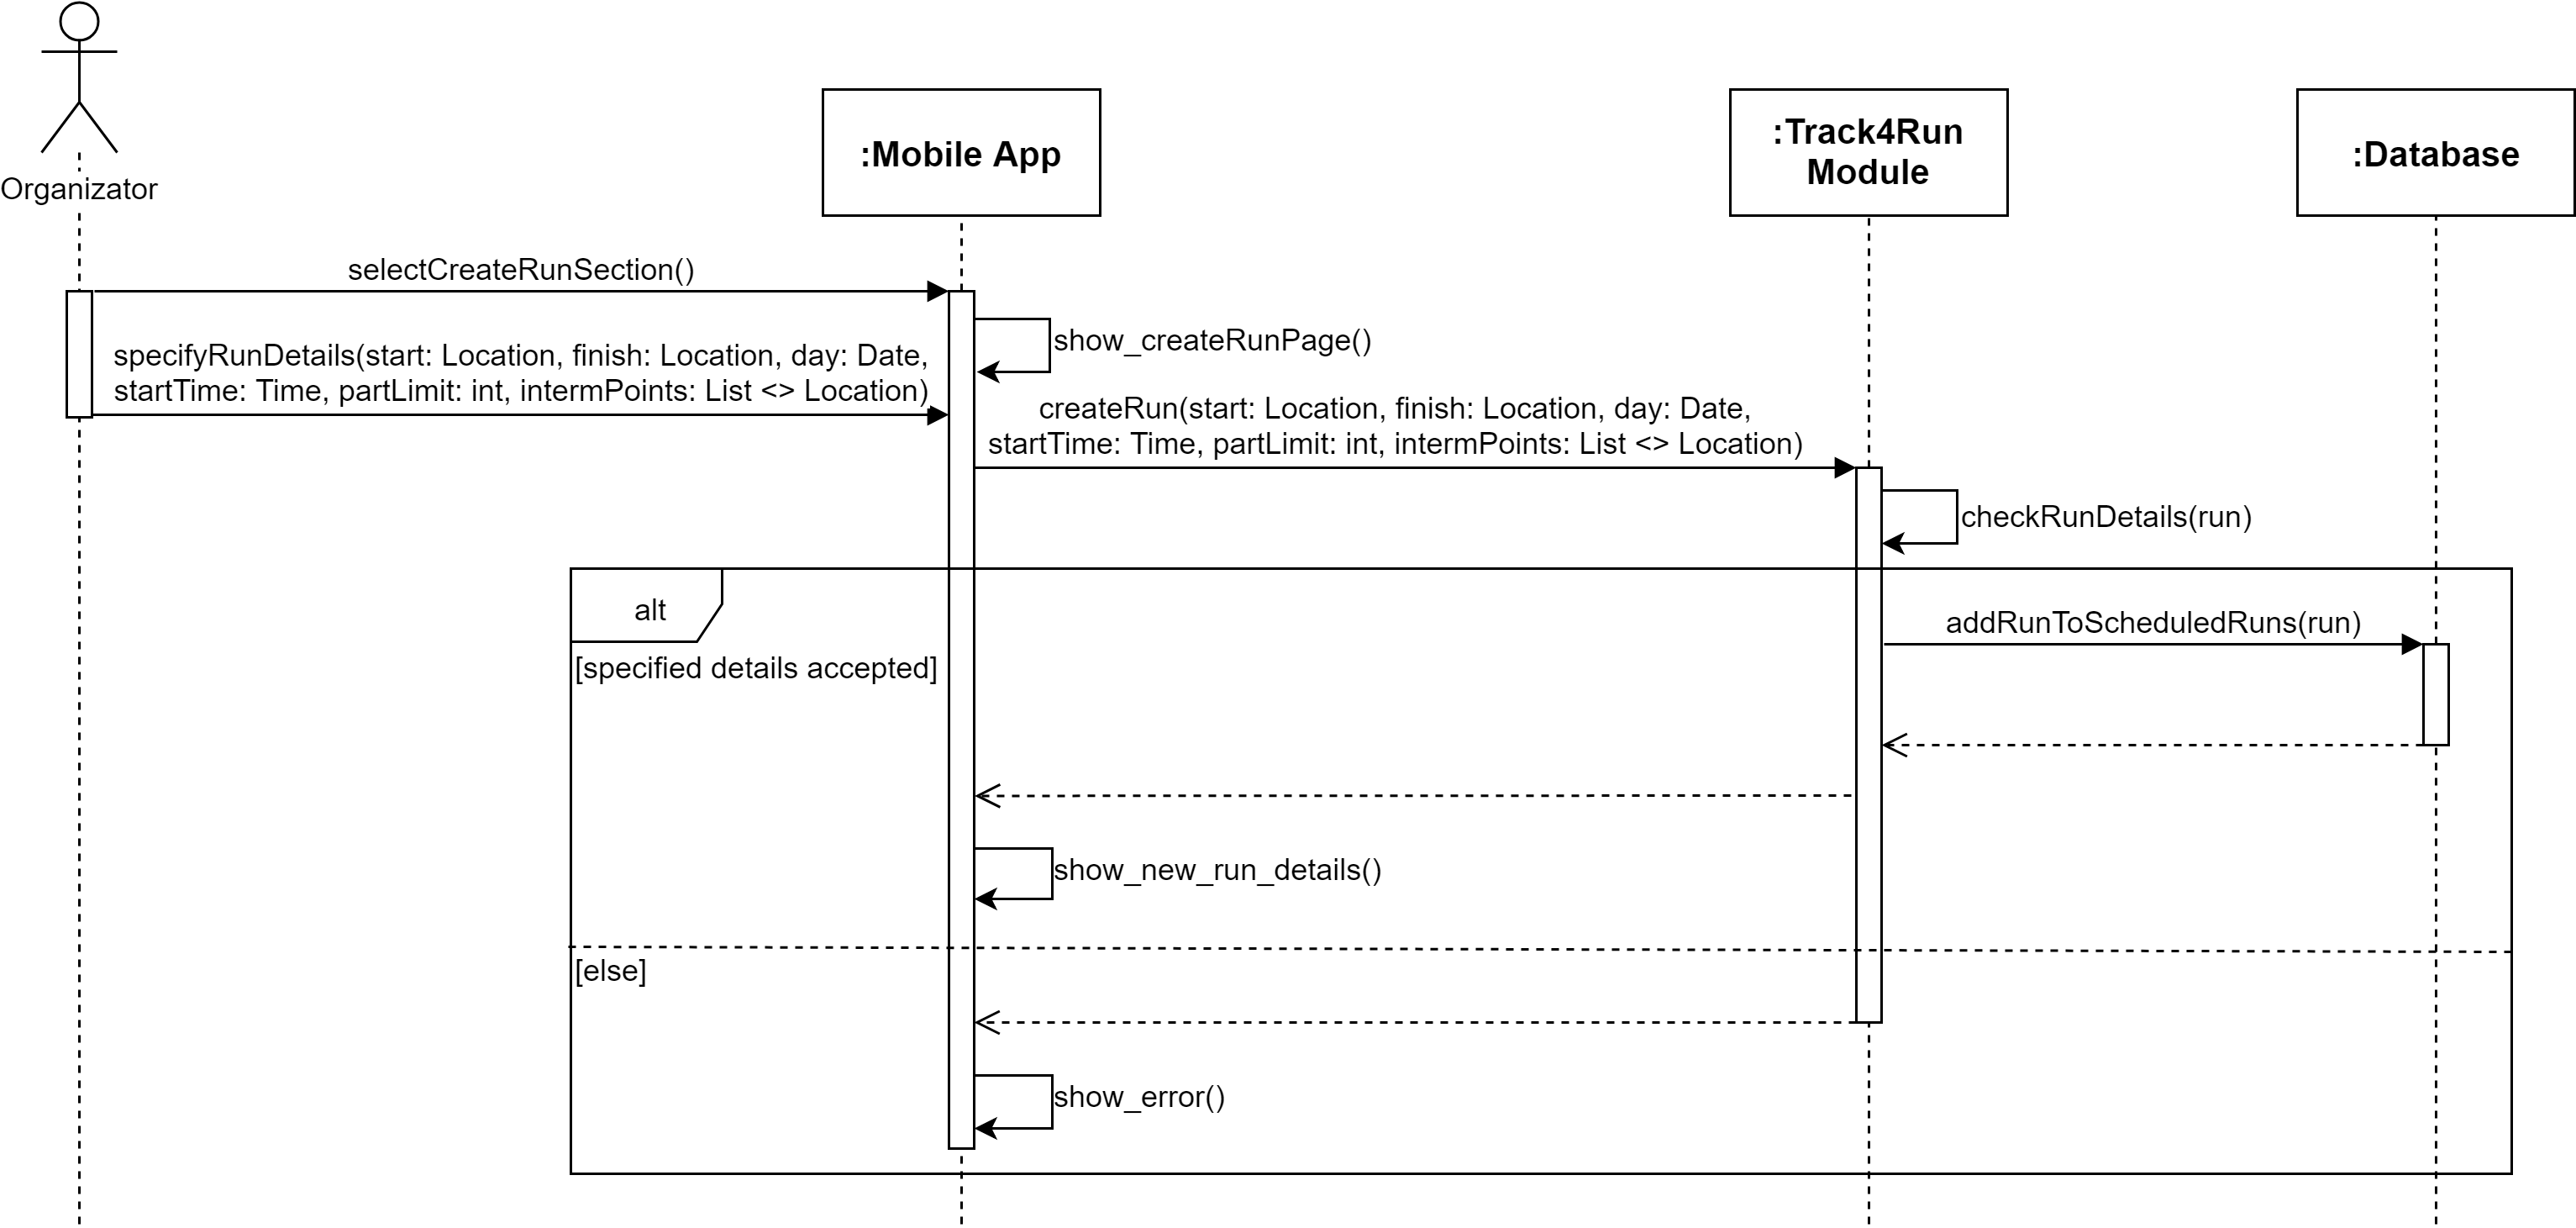 Organizator
:Mobile App
:Track4Run
Module
:Database
selectCreateRunSection()
show_createRunPage()
specifyRunDetails(start: Location, finish: Location, day: Date,
startTime: Time, partLimit: int, intermPoints: List <> Location)
createRun(start: Location, finish: Location, day: Date,
startTime: Time, partLimit: int, intermPoints: List <> Location)
checkRunDetails(run)
alt
addRunToScheduledRuns(run)
[specified details accepted]
show_new_run_details()
[else]
show_error()